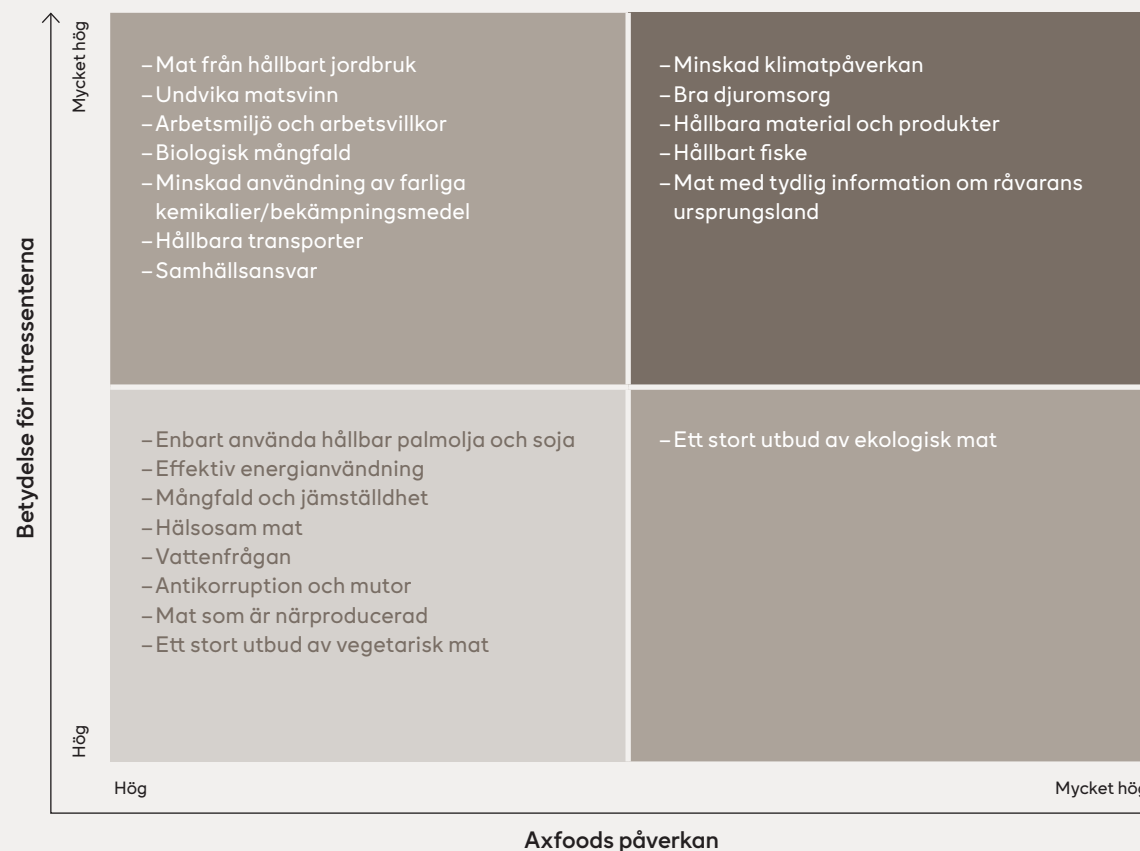 Mycket hög
– Mat från hållbart jordbruk
– Undvika matsvinn
– Arbetsmiljö och arbetsvillkor
– Biologisk mångfald
– Minskad användning av farliga
kemikalier/bekämpningsmedel
– Hållbara transporter
– Samhällsansvar
– Minskad klimatpåverkan
– Bra djuromsorg
– Hållbara material och produkter
– Hållbart fiske
– Mat med tydlig information om råvarans
ursprungsland
Betydelse för intressenterna
– Enbart använda hållbar palmolja och soja
– Effektiv energianvändning
– Mångfald och jämställdhet
– Hälsosam mat
– Vattenfrågan
– Antikorruption och mutor
– Mat som är närproducerad
– Ett stort utbud av vegetarisk mat
– Ett stort utbud av ekologisk mat
Hög
Hög
Mycket hög
Axfoods påverkan